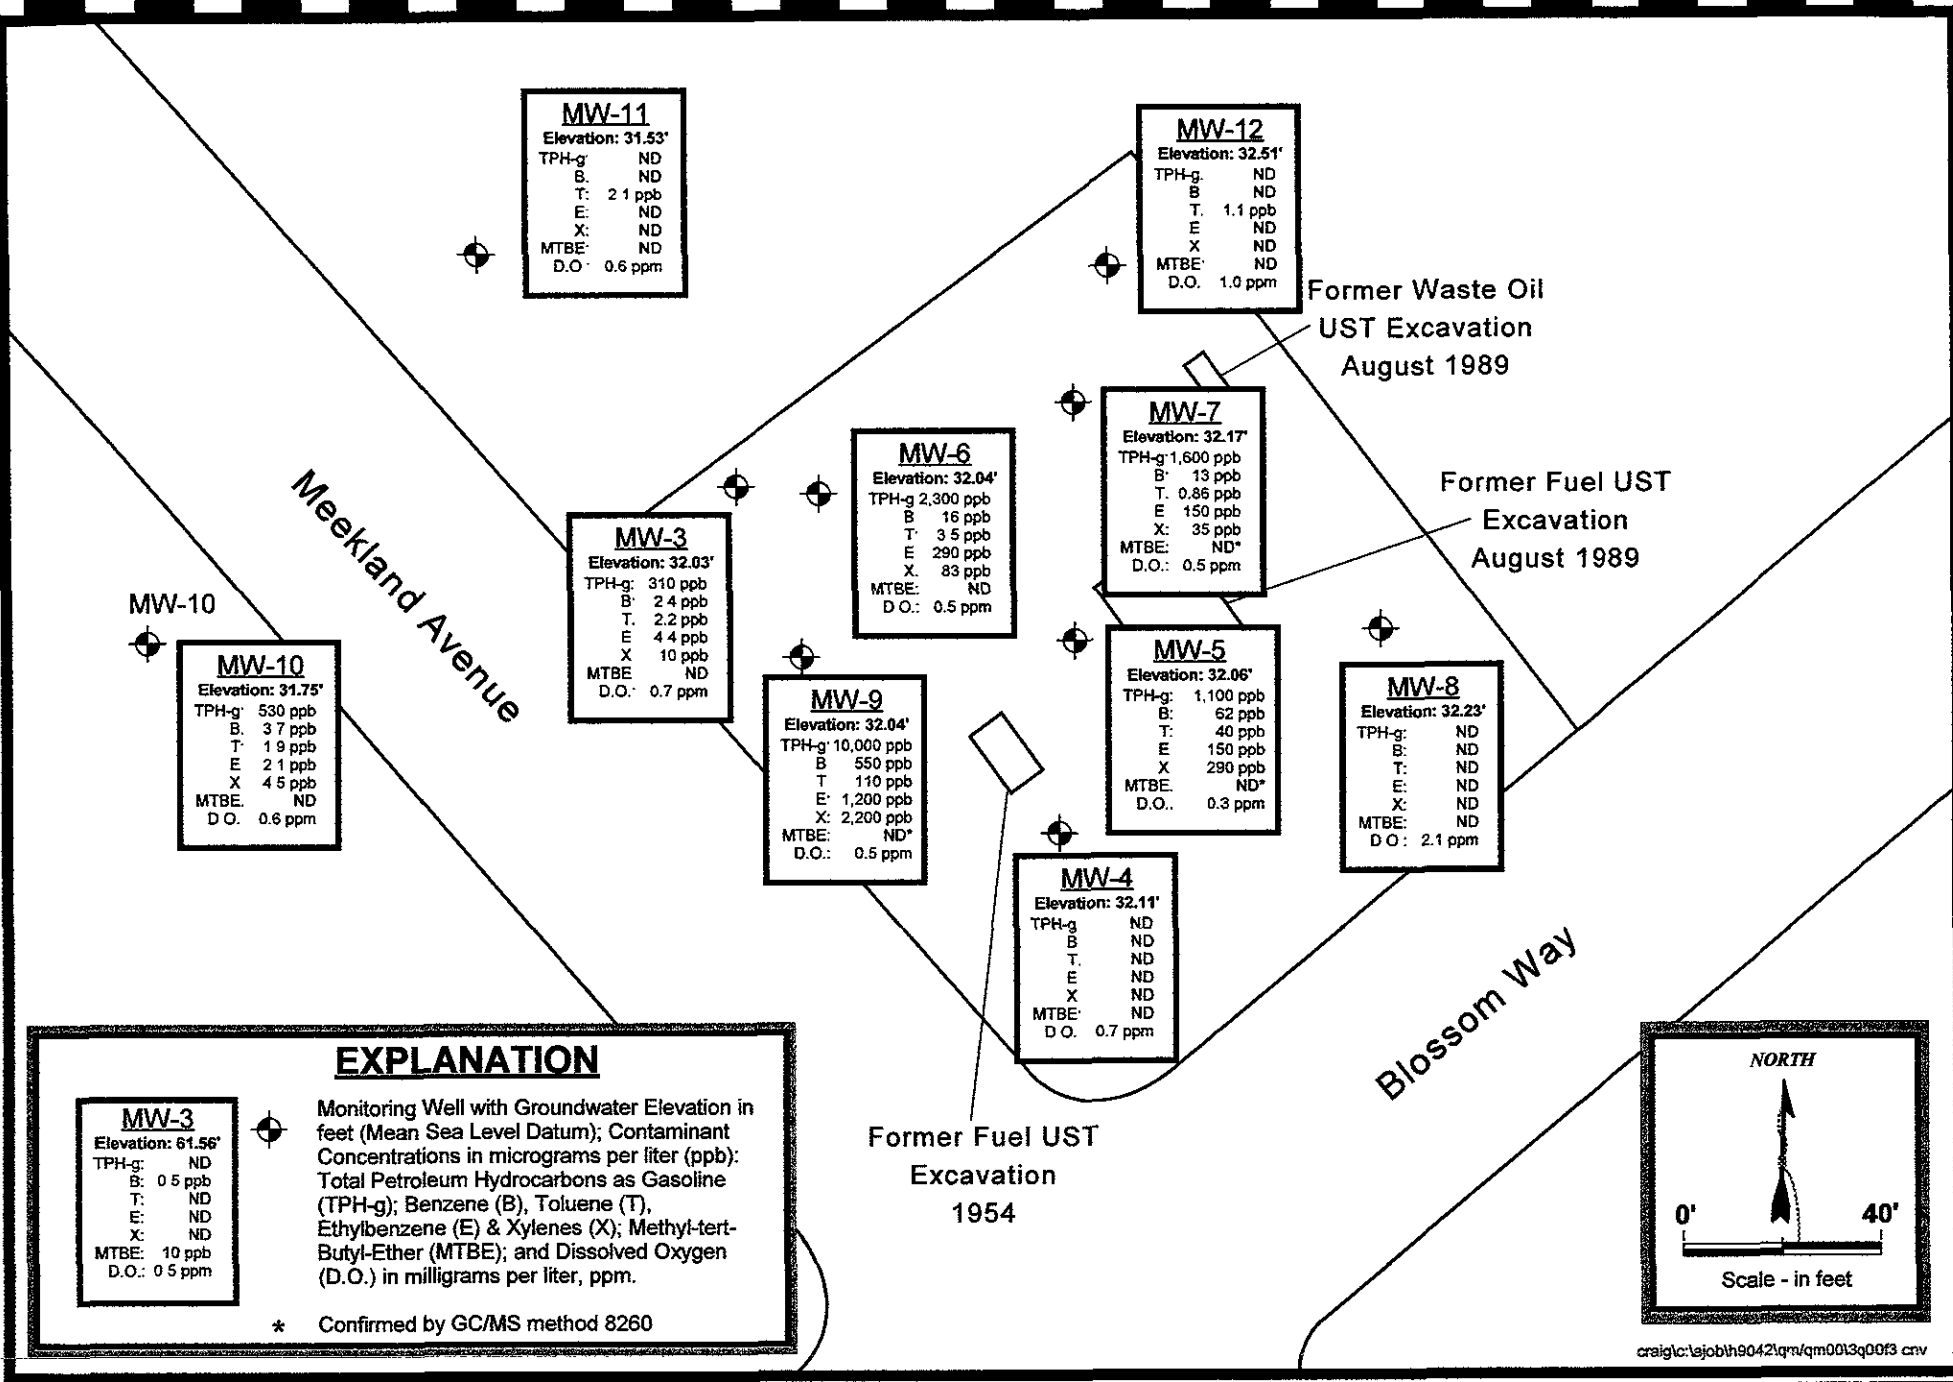 MW-11
Elevation: 31.53'
TPH-g ND
B. ND
T: 2 1 ppb
E: ND
X: ND
MTBE ND
D.O 0.6 ppm
MW-12
Elevation: 32.51'
TPH-g. ND
B ND
T. 1.1 ppb
E ND
X ND
MTBE ND
D.O. 1.0 ppm
Former Waste Oil
UST Excavation
August 1989
MW-7
Elevation: 32.17'
TPH-g 1,600 ppb
B 13 ppb
T. 0.86 ppb
E 150 ppb
X: 35 ppb
MTBE: ND*
D.O.: 0.5 ppm
MW-6
Elevation: 32.04'
TPH-g 2,300 ppb
B 16 ppb
T 3 5 ppb
E 290 ppb
X. 83 ppb
MTBE: ND
D O.: 0.5 ppm
Former Fuel UST
Excavation
August 1989
Meekland Avenue
MW-3
Elevation: 32.03'
TPH-g: 310 ppb
B 2 4 ppb
T. 2.2 ppb
E 4 4 ppb
X 10 ppb
MTBE ND
D.O. 0.7 ppm
MW-10
MW-10
Elevation: 31.75'
TPH-g 530 ppb
B. 3 7 ppb
T 1 9 ppb
E 2 1 ppb
X 4 5 ppb
MTBE. ND
D O. 0.6 ppm
MW-9
Elevation: 32.04'
TPH-g 10,000 ppb
B 550 ppb
T 110 ppb
E 1,200 ppb
X: 2,200 ppb
MTBE: ND*
D.O.: 0.5 ppm
MW-5
Elevation: 32.06'
TPH-g: 1,100 ppb
B: 62 ppb
T: 40 ppb
E 150 ppb
X 290 ppb
MTBE. ND*
D.O.. 0.3 ppm
MW-8
Elevation: 32.23'
TPH-g: ND
B: ND
T: ND
E: ND
X: ND
MTBE: ND
D O : 2.1 ppm
MW-4
Elevation: 32.11'
TPH-g ND
B ND
T. ND
E ND
X ND
MTBE ND
D O. 0.7 ppm
Blossom Way
Former Fuel UST
Excavation
1954
EXPLANATION
MW-3
Elevation: 61.56'
TPH-g: ND
B: 0 5 ppb
T: ND
E: ND
X: ND
MTBE: 10 ppb
D.O.: 0 5 ppm
Monitoring Well with Groundwater Elevation in
feet (Mean Sea Level Datum); Contaminant
Concentrations in micrograms per liter (ppb):
Total Petroleum Hydrocarbons as Gasoline
(TPH-g); Benzene (B), Toluene (T),
Ethylbenzene (E) & Xylenes (X); Methyl-tert-
Butyl-Ether (MTBE); and Dissolved Oxygen
(D.O.) in milligrams per liter, ppm.
* Confirmed by GC/MS method 8260
NORTH
0' 40'
Scale - in feet
craig\c:\ajob\h9042\qm\qm00\3q00f3 cnv